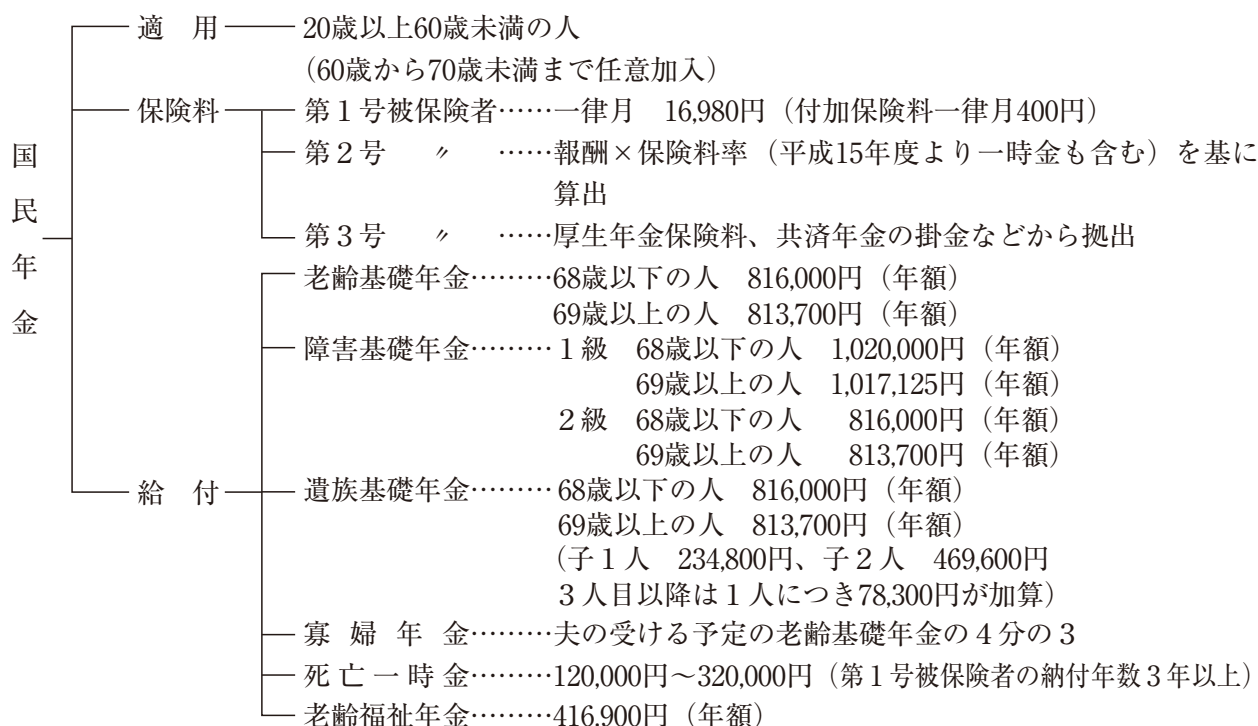 国民年金
適用 20歳以上60歳未満の人
(60歳から70歳未満まで任意加入)
保険料 第1号被保険者……一律月 16,980円(付加保険料一律月400円)
第2号 〃 ……報酬×保険料率(平成15年度より一時金も含む)を基に
算出
第3号 〃 ……厚生年金保険料、共済年金の掛金などから拠出
給付
老齢基礎年金………68歳以下の人 816,000円(年額)
69歳以上の人 813,700円(年額)
障害基礎年金………1級 68歳以下の人 1,020,000円(年額)
69歳以上の人 1,017,125円(年額)
2級 68歳以下の人 816,000円(年額)
69歳以上の人 813,700円(年額)
遺族基礎年金………68歳以下の人 816,000円(年額)
69歳以上の人 813,700円(年額)
(子1人 234,800円、子2人 469,600円
3人目以降は1人につき78,300円が加算)
寡婦年金………夫の受ける予定の老齢基礎年金の4分の3
死亡一時金………120,000円~320,000円(第1号被保険者の納付年数3年以上)
老齢福祉年金………416,900円(年額)